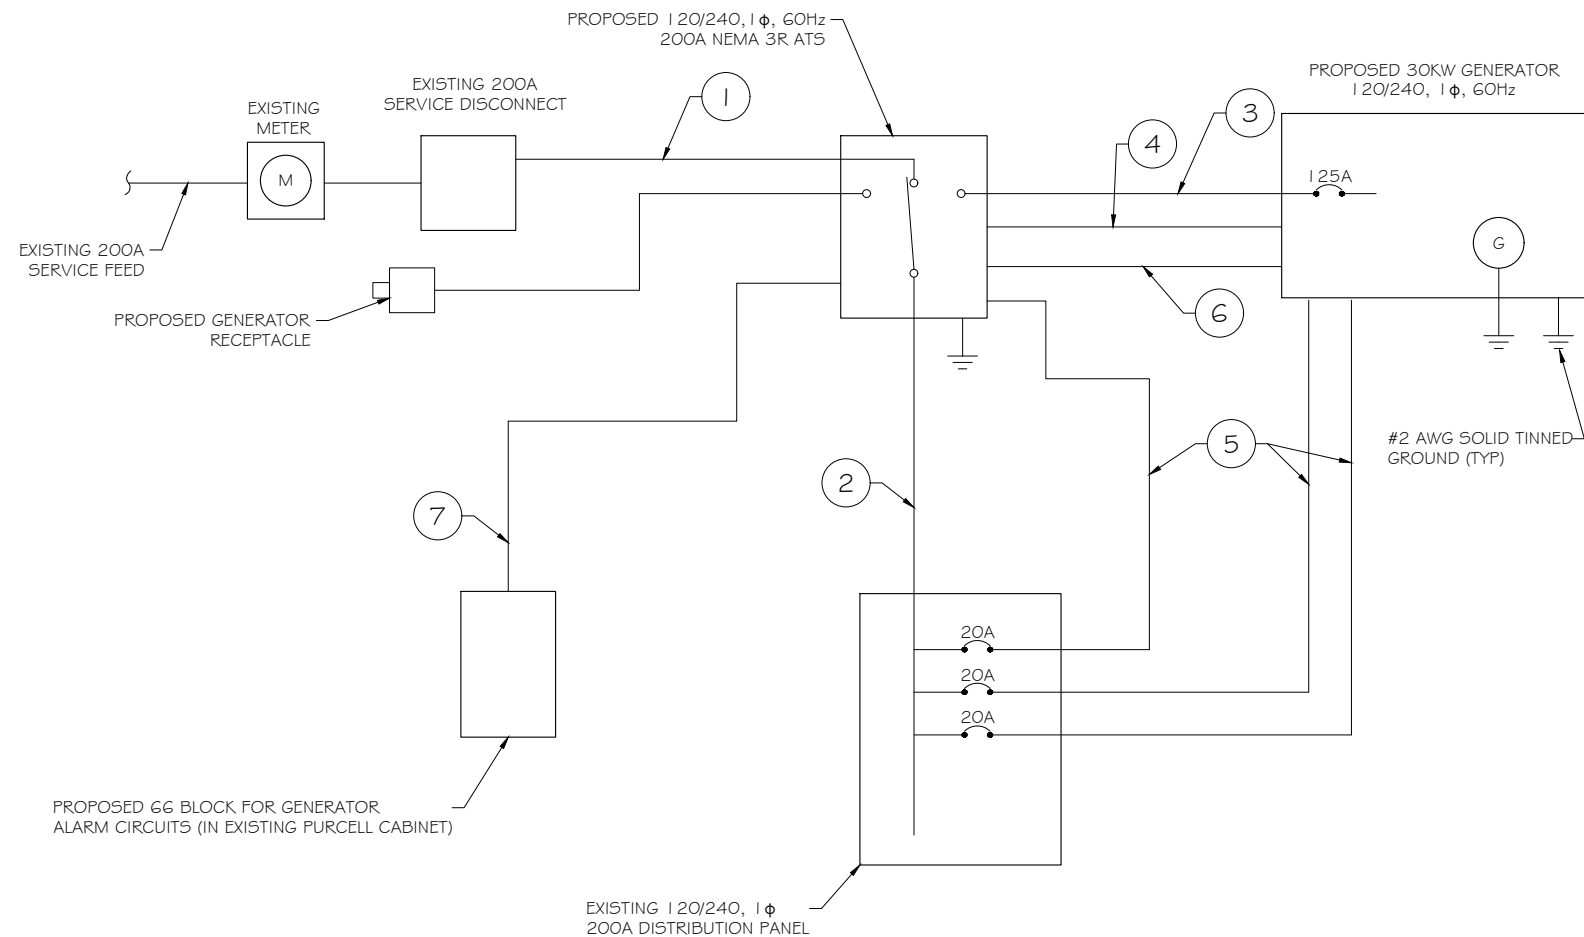 PROPOSED 120/240, 1ϕ, 60Hz
200A NEMA 3R ATS
PROPOSED 30KW GENERATOR
120/240, 1ϕ, 60Hz
EXISTING 200A
SERVICE DISCONNECT
EXISTING
METER
1
3
4
M
125A
EXISTING 200A
SERVICE FEED
G
6
PROPOSED GENERATOR
RECEPTACLE
#2 AWG SOLID TINNED
GROUND (TYP)
5
2
7
20A
20A
20A
PROPOSED 66 BLOCK FOR GENERATOR
ALARM CIRCUITS (IN EXISTING PURCELL CABINET)
EXISTING 120/240, 1ϕ
200A DISTRIBUTION PANEL